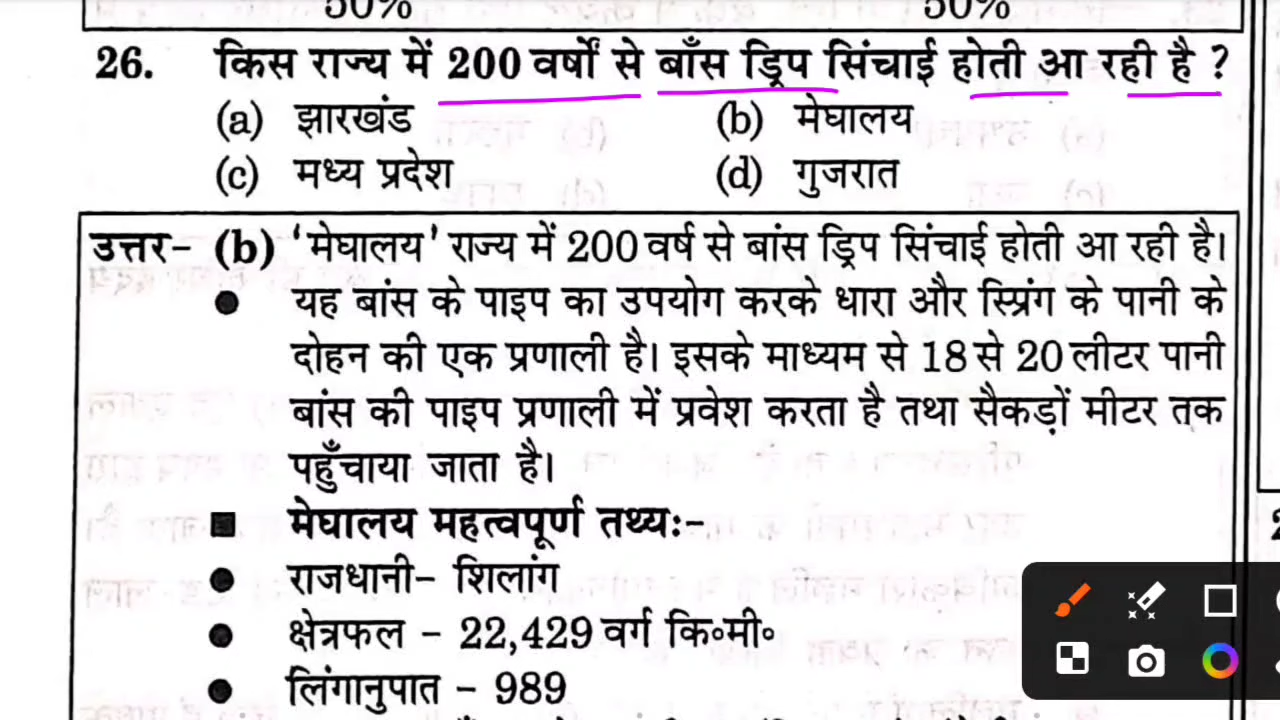 50% 50%
26. किस राज्य में 200 वर्षों से बाँस ड्रिप सिंचाई होती आ रही है ?
(a) झारखंड (b) मेघालय
(c) मध्य प्रदेश (d) गुजरात
उत्तर- (b) 'मेघालय' राज्य में 200 वर्ष से बांस ड्रिप सिंचाई होती आ रही है।
● यह बांस के पाइप का उपयोग करके धारा और स्प्रिंग के पानी के
दोहन की एक प्रणाली है। इसके माध्यम से 18 से 20 लीटर पानी
बांस की पाइप प्रणाली में प्रवेश करता है तथा सैकड़ों मीटर तक
पहुँचाया जाता है।
■ मेघालय महत्वपूर्ण तथ्यः-
● राजधानी- शिलांग
● क्षेत्रफल - 22,429 वर्ग कि॰मी॰
● लिंगानुपात - 989